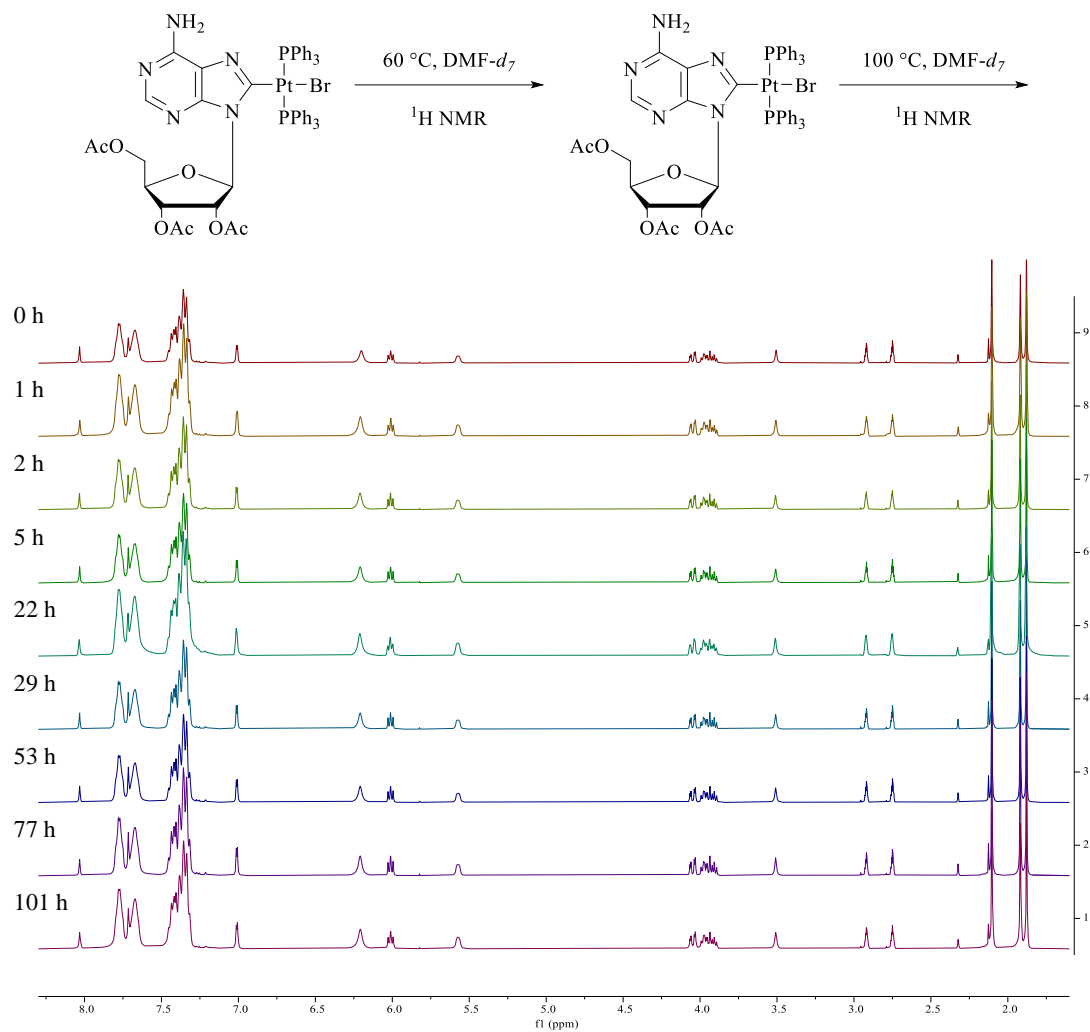 NH2
PPh3
60 °C, DMF-d7
100 °C, DMF-d7
N
N
Pt
Br
N
N
PPh3
1H NMR
1H NMR
AcO
O
OAc
OAc
NH2
PPh3
N
N
Pt
Br
N
N
PPh3
AcO
O
OAc
OAc
0 h
9
1 h
8
2 h
7
5 h
6
22 h
5
29 h
4
53 h
3
77 h
2
101 h
1
8.0 7.5 7.0 6.5 6.0 5.5 5.0 4.5 4.0 3.5 3.0 2.5 2.0
f1 (ppm)